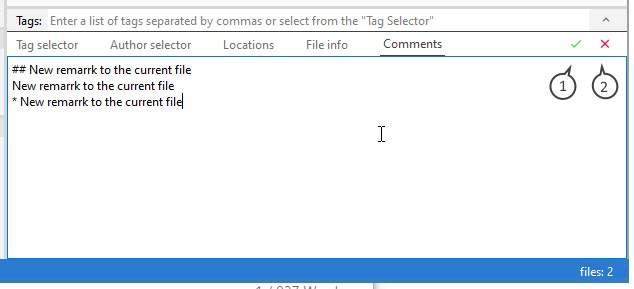 Tags: Enter a list of tags separated by commas or select from the "Tag Selector"
Tag selector Author selector Locations File info Comments
## New remarrk to the current file
New remarrk to the current file
* New remarrk to the current file
1 2
files: 2